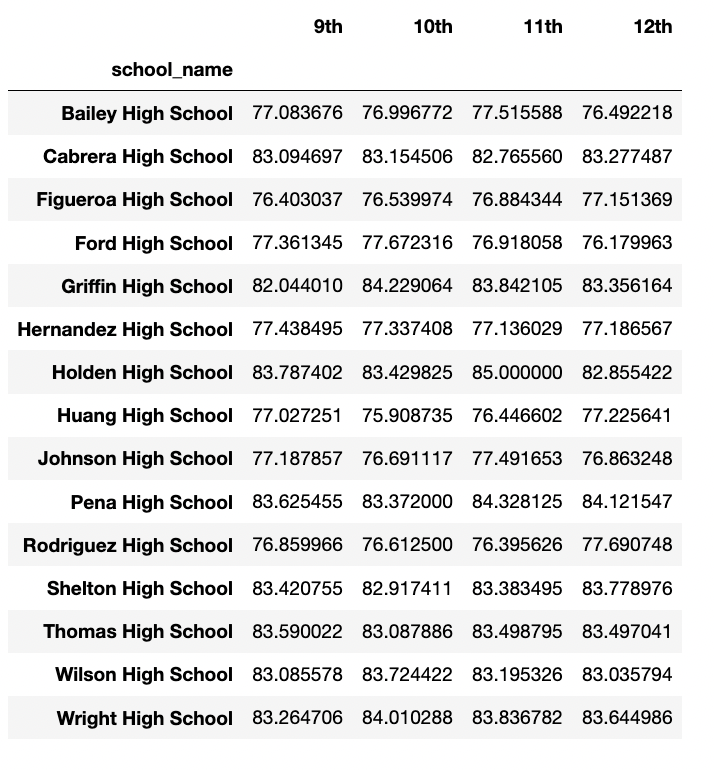 9th 10th 11th 12th
school_name
Bailey High School 77.083676 76.996772 77.515588 76.492218
Cabrera High School 83.094697 83.154506 82.765560 83.277487
Figueroa High School 76.403037 76.539974 76.884344 77.151369
Ford High School 77.361345 77.672316 76.918058 76.179963
Griffin High School 82.044010 84.229064 83.842105 83.356164
Hernandez High School 77.438495 77.337408 77.136029 77.186567
Holden High School 83.787402 83.429825 85.000000 82.855422
Huang High School 77.027251 75.908735 76.446602 77.225641
Johnson High School 77.187857 76.691117 77.491653 76.863248
Pena High School 83.625455 83.372000 84.328125 84.121547
Rodriguez High School 76.859966 76.612500 76.395626 77.690748
Shelton High School 83.420755 82.917411 83.383495 83.778976
Thomas High School 83.590022 83.087886 83.498795 83.497041
Wilson High School 83.085578 83.724422 83.195326 83.035794
Wright High School 83.264706 84.010288 83.836782 83.644986